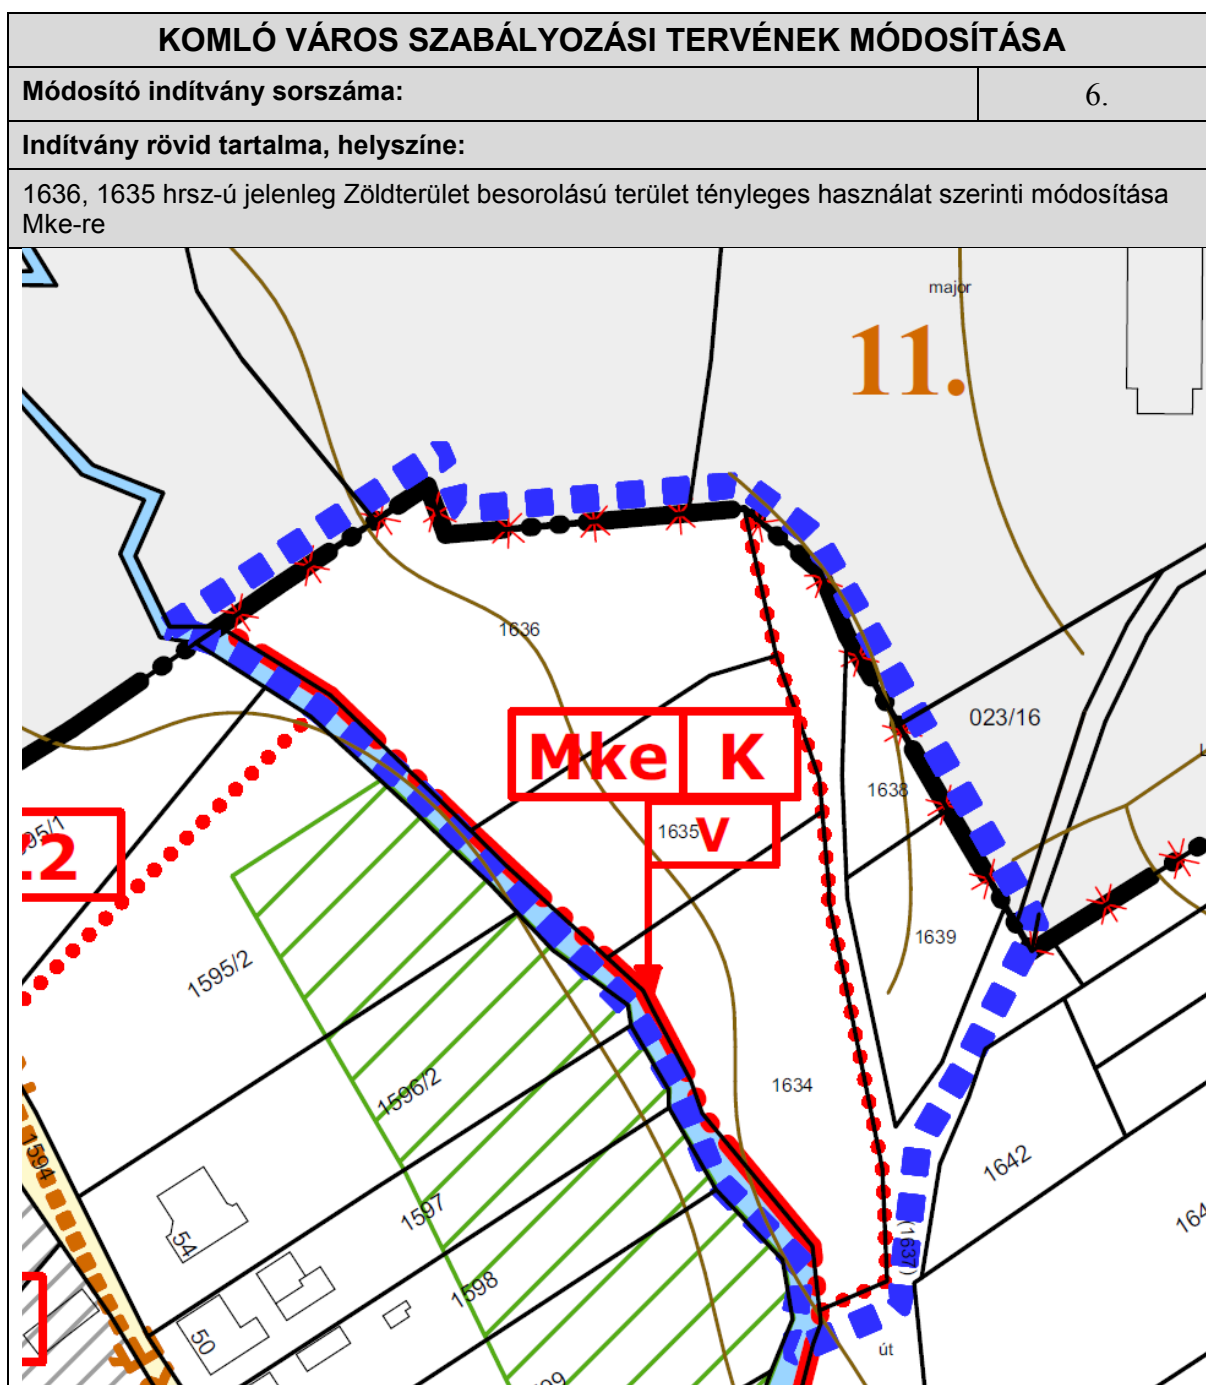 KOMLÓ VÁROS SZABÁLYOZÁSI TERVÉNEK MÓDOSÍTÁSA
Módosító indítvány sorszáma: 6.
Indítvány rövid tartalma, helyszíne:
1636, 1635 hrsz-ú jelenleg Zöldterület besorolású terület tényleges használat szerinti módosítása
Mke-re
major
11.
1636
023/16
Mke K
1638
1635
V
1639
1595/2
1634
1596/2
1594
1642
1597
(1637)
54
1598
50
út